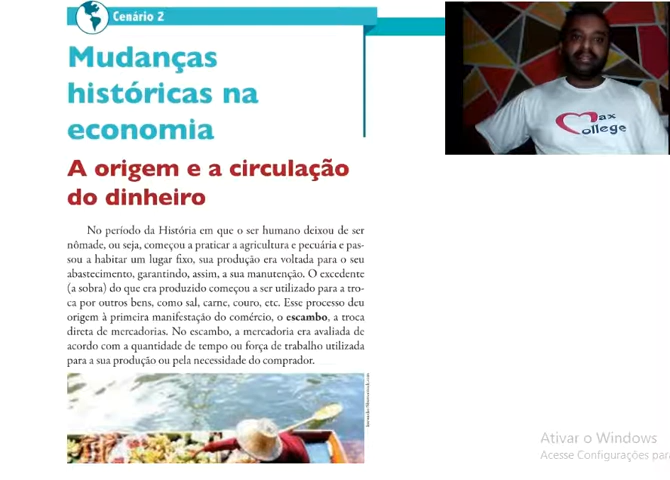 Cenário 2
Mudanças
históricas na
economia
A origem e a circulação
do dinheiro
No período da História em que o ser humano deixou de ser
nômade, ou seja, começou a praticar a agricultura e pecuária e pas-
sou a habitar um lugar fixo, sua produção era voltada para o seu
abastecimento, garantindo, assim, a sua manutenção. O excedente
(a sobra) do que era produzido começou a ser utilizado para a tro-
ca por outros bens, como sal, carne, couro, etc. Esse processo deu
origem à primeira manifestação do comércio, o escambo, a troca
direta de mercadorias. No escambo, a mercadoria era avaliada de
acordo com a quantidade de tempo ou força de trabalho utilizada
para a sua produção ou pela necessidade do comprador.
ax
ollege
Ativar o Windows
Acesse Configurações par